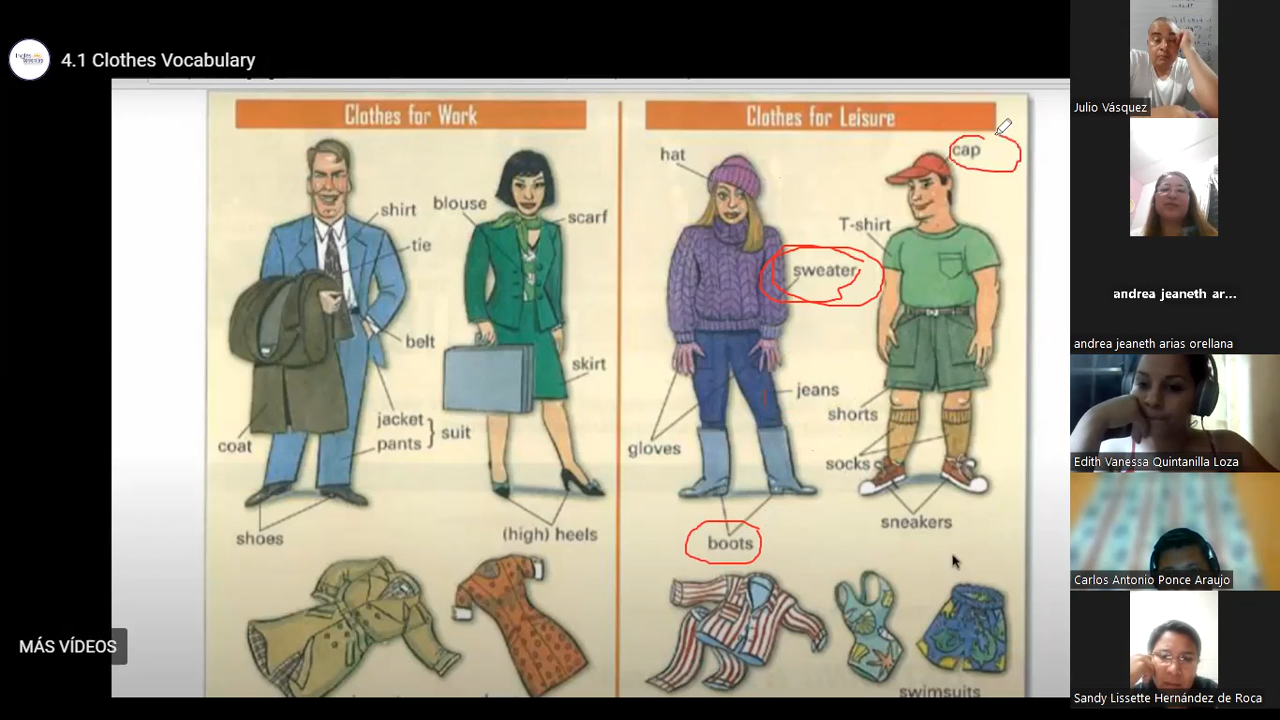 4.1 Clothes Vocabulary
Clothes for Work
Clothes for Leisure
shirt
tie
belt
jacket
pants
suit
coat
shoes
blouse
scarf
skirt
(high) heels
hat
sweater
jeans
gloves
boots
cap
T-shirt
shorts
socks
sneakers
swimsuits
MÁS VÍDEOS
Julio Vásquez
andrea jeaneth ar...
andrea jeaneth arias orellana
Edith Vanessa Quintanilla Loza
Carlos Antonio Ponce Araujo
Sandy Lissette Hernández de Roca